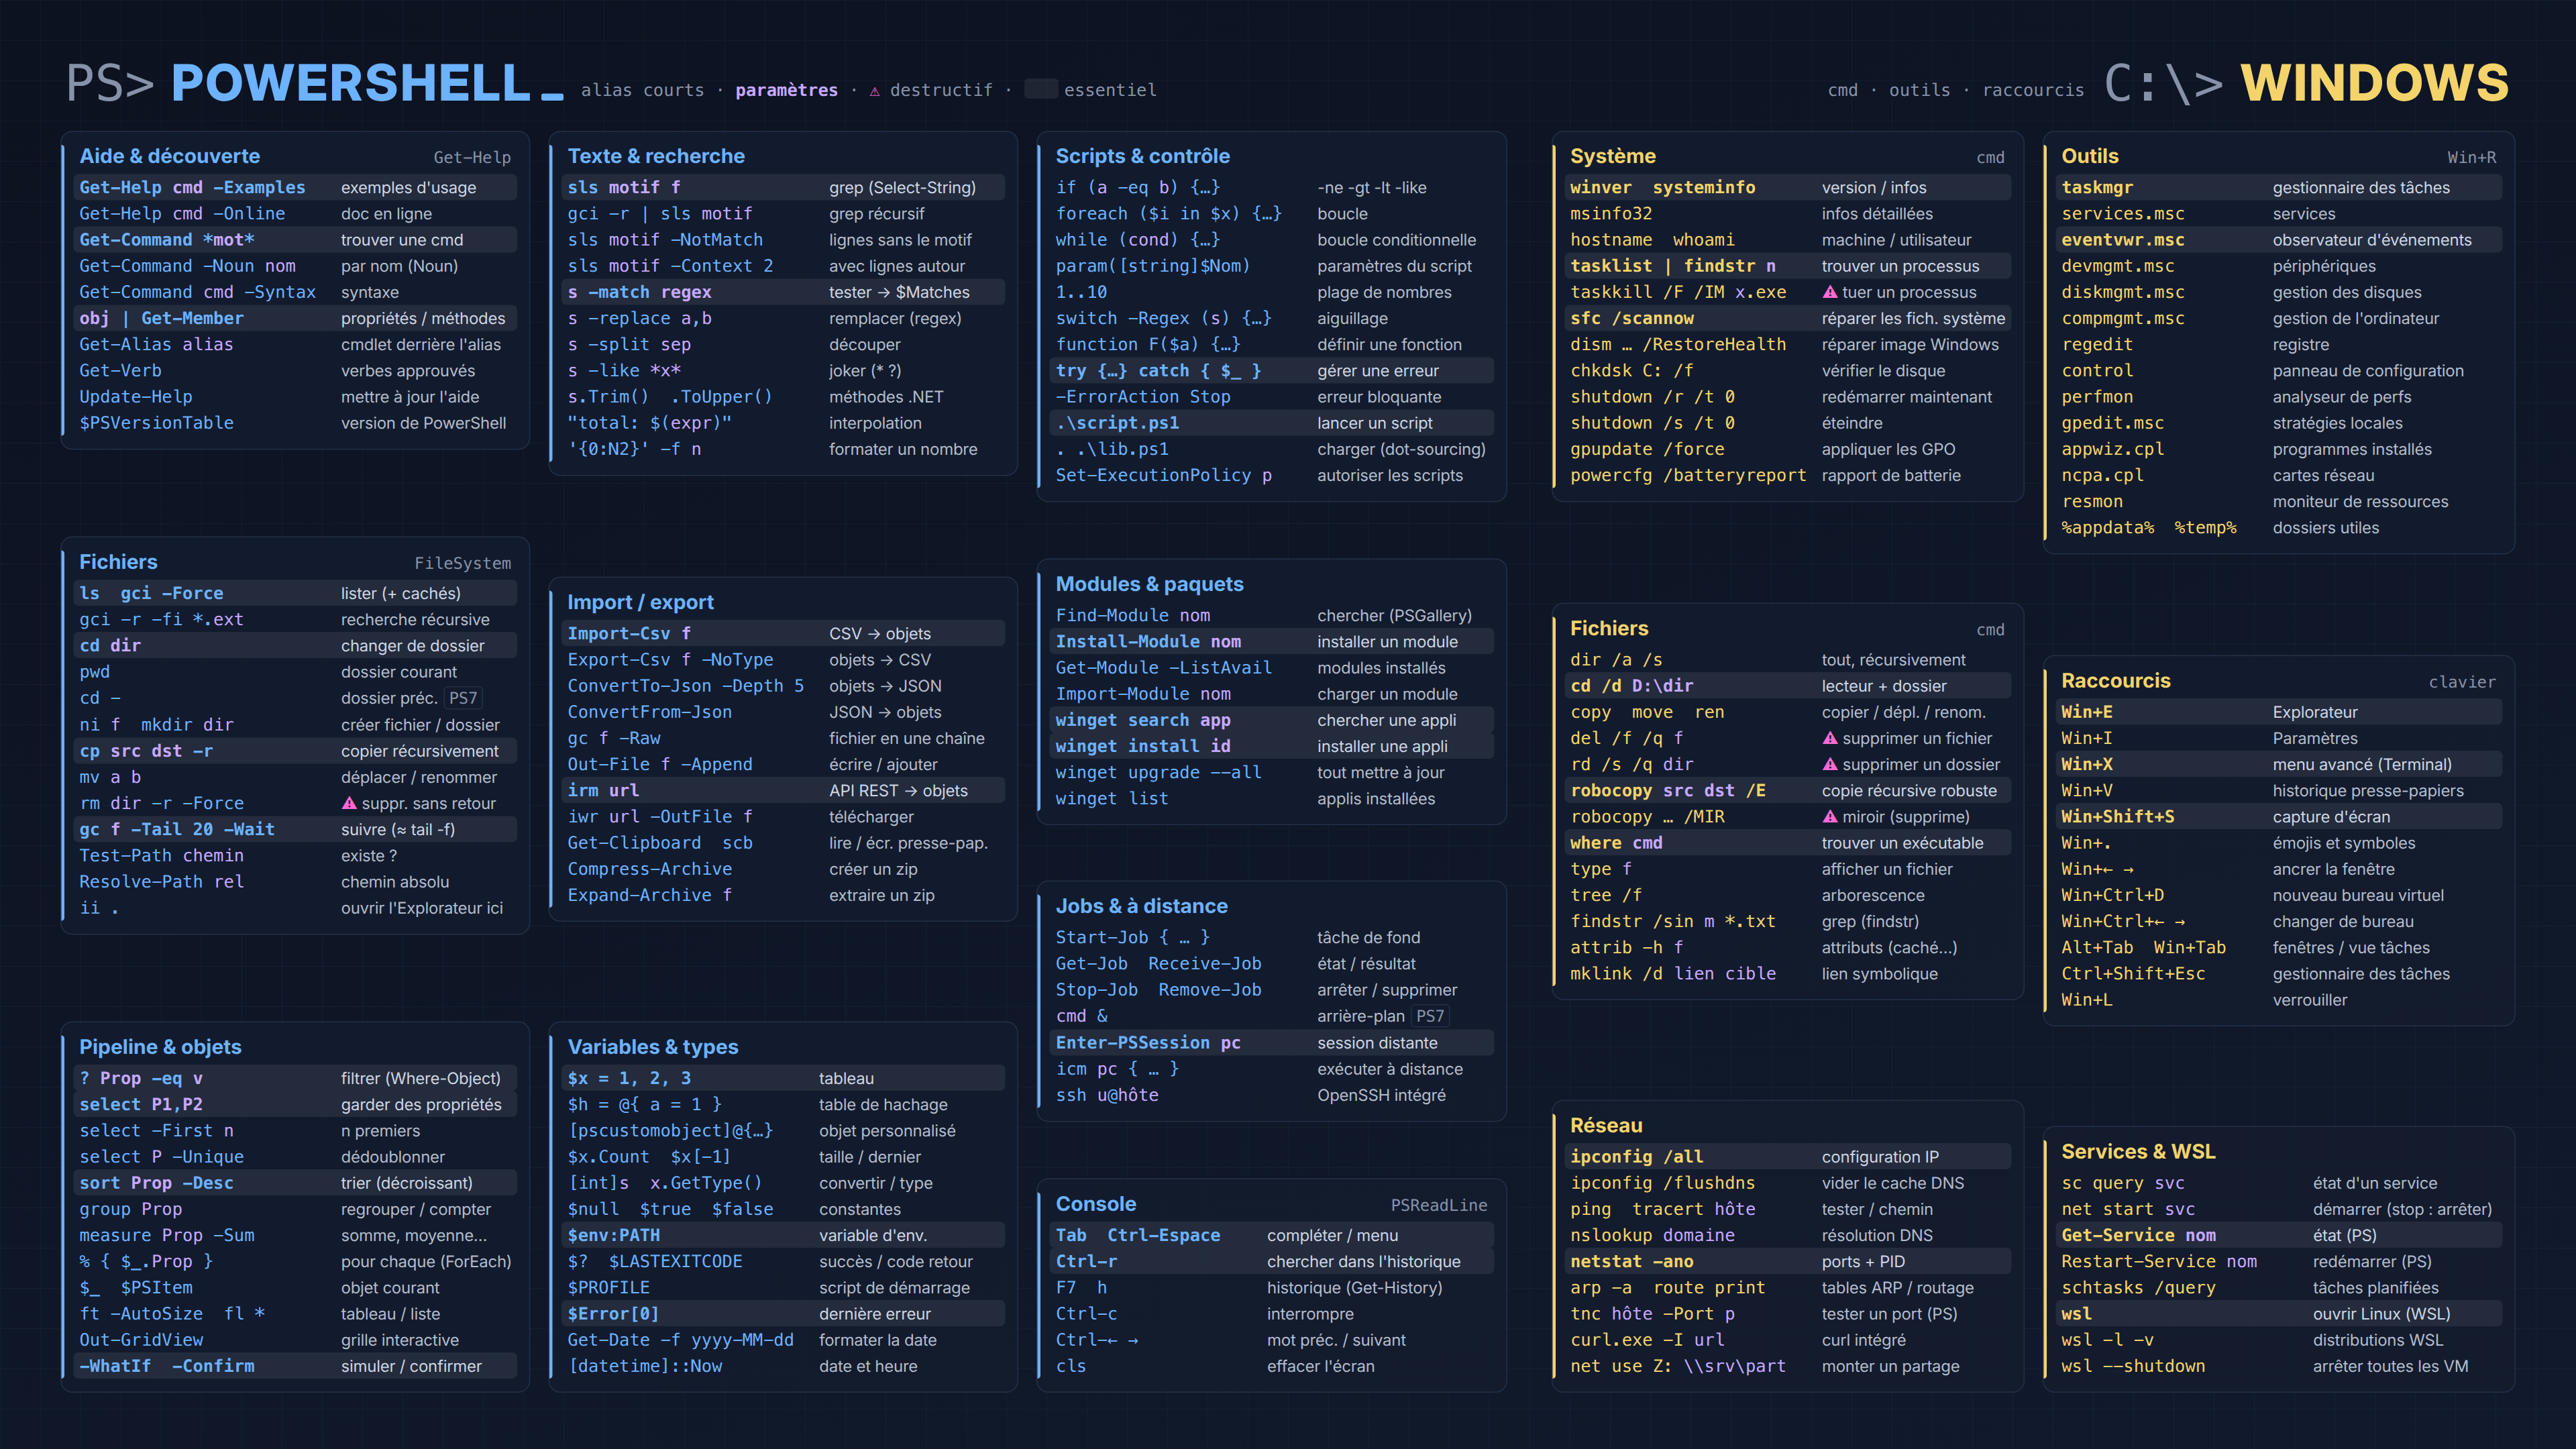 PS> POWERSHELL_ alias courts · paramètres · ⚠ destructif · essentiel
cmd · outils · raccourcis C:\> WINDOWS
Aide & découverte Get-Help
Get-Help cmd -Examples exemples d'usage
Get-Help cmd -Online doc en ligne
Get-Command *mot* trouver une cmd
Get-Command -Noun nom par nom (Noun)
Get-Command cmd -Syntax syntaxe
obj | Get-Member propriétés / méthodes
Get-Alias alias cmdlet derrière l'alias
Get-Verb verbes approuvés
Update-Help mettre à jour l'aide
$PSVersionTable version de PowerShell
Fichiers FileSystem
ls gci -Force lister (+ cachés)
gci -r -fi *.ext recherche récursive
cd dir changer de dossier
pwd dossier courant
cd - dossier préc. PS7
ni f mkdir dir créer fichier / dossier
cp src dst -r copier récursivement
mv a b déplacer / renommer
rm dir -r -Force ⚠ suppr. sans retour
gc f -Tail 20 -Wait suivre (≈ tail -f)
Test-Path chemin existe ?
Resolve-Path rel chemin absolu
ii . ouvrir l'Explorateur ici
Pipeline & objets
? Prop -eq v filtrer (Where-Object)
select P1,P2 garder des propriétés
select -First n n premiers
select P -Unique dédoublonner
sort Prop -Desc trier (décroissant)
group Prop regrouper / compter
measure Prop -Sum somme, moyenne...
% { $_.Prop } pour chaque (ForEach)
$_ $PSItem objet courant
ft -AutoSize fl * tableau / liste
Out-GridView grille interactive
-WhatIf -Confirm simuler / confirmer
Texte & recherche
sls motif f grep (Select-String)
gci -r | sls motif grep récursif
sls motif -NotMatch lignes sans le motif
sls motif -Context 2 avec lignes autour
s -match regex tester → $Matches
s -replace a,b remplacer (regex)
s -split sep découper
s -like *x* joker (* ?)
s.Trim() .ToUpper() méthodes .NET
"total: $(expr)" interpolation
'{0:N2}' -f n formater un nombre
Import / export
Import-Csv f CSV → objets
Export-Csv f -NoType objets → CSV
ConvertTo-Json -Depth 5 objets → JSON
ConvertFrom-Json JSON → objets
gc f -Raw fichier en une chaîne
Out-File f -Append écrire / ajouter
irm url API REST → objets
iwr url -OutFile f télécharger
Get-Clipboard scb lire / écr. presse-pap.
Compress-Archive créer un zip
Expand-Archive f extraire un zip
Variables & types
$x = 1, 2, 3 tableau
$h = @{ a = 1 } table de hachage
[pscustomobject]@{…} objet personnalisé
$x.Count $x[-1] taille / dernier
[int]s x.GetType() convertir / type
$null $true $false constantes
$env:PATH variable d'env.
$? $LASTEXITCODE succès / code retour
$PROFILE script de démarrage
$Error[0] dernière erreur
Get-Date -f yyyy-MM-dd formater la date
[datetime]::Now date et heure
Scripts & contrôle
if (a -eq b) {…} -ne -gt -lt -like
foreach ($i in $x) {…} boucle
while (cond) {…} boucle conditionnelle
param([string]$Nom) paramètres du script
1..10 plage de nombres
switch -Regex (s) {…} aiguillage
function F($a) {…} définir une fonction
try {…} catch { $_ } gérer une erreur
-ErrorAction Stop erreur bloquante
.\script.ps1 lancer un script
. .\lib.ps1 charger (dot-sourcing)
Set-ExecutionPolicy p autoriser les scripts
Modules & paquets
Find-Module nom chercher (PSGallery)
Install-Module nom installer un module
Get-Module -ListAvail modules installés
Import-Module nom charger un module
winget search app chercher une appli
winget install id installer une appli
winget upgrade --all tout mettre à jour
winget list applis installées
Jobs & à distance
Start-Job { … } tâche de fond
Get-Job Receive-Job état / résultat
Stop-Job Remove-Job arrêter / supprimer
cmd & arrière-plan PS7
Enter-PSSession pc session distante
icm pc { … } exécuter à distance
ssh u@hôte OpenSSH intégré
Console PSReadLine
Tab Ctrl-Espace compléter / menu
Ctrl-r chercher dans l'historique
F7 h historique (Get-History)
Ctrl-c interrompre
Ctrl-← → mot préc. / suivant
cls effacer l'écran
Système cmd
winver systeminfo version / infos
msinfo32 infos détaillées
hostname whoami machine / utilisateur
tasklist | findstr n trouver un processus
taskkill /F /IM x.exe ⚠ tuer un processus
sfc /scannow réparer les fich. système
dism … /RestoreHealth réparer image Windows
chkdsk C: /f vérifier le disque
shutdown /r /t 0 redémarrer maintenant
shutdown /s /t 0 éteindre
gpupdate /force appliquer les GPO
powercfg /batteryreport rapport de batterie
Fichiers cmd
dir /a /s tout, récursivement
cd /d D:\dir lecteur + dossier
copy move ren copier / dépl. / renom.
del /f /q f ⚠ supprimer un fichier
rd /s /q dir ⚠ supprimer un dossier
robocopy src dst /E copie récursive robuste
robocopy … /MIR ⚠ miroir (supprime)
where cmd trouver un exécutable
type f afficher un fichier
tree /f arborescence
findstr /sin m *.txt grep (findstr)
attrib -h f attributs (caché...)
mklink /d lien cible lien symbolique
Réseau
ipconfig /all configuration IP
ipconfig /flushdns vider le cache DNS
ping tracert hôte tester / chemin
nslookup domaine résolution DNS
netstat -ano ports + PID
arp -a route print tables ARP / routage
tnc hôte -Port p tester un port (PS)
curl.exe -I url curl intégré
net use Z: \\srv\part monter un partage
Outils Win+R
taskmgr gestionnaire des tâches
services.msc services
eventvwr.msc observateur d'événements
devmgmt.msc périphériques
diskmgmt.msc gestion des disques
compmgmt.msc gestion de l'ordinateur
regedit registre
control panneau de configuration
perfmon analyseur de perfs
gpedit.msc stratégies locales
appwiz.cpl programmes installés
ncpa.cpl cartes réseau
resmon moniteur de ressources
%appdata% %temp% dossiers utiles
Raccourcis clavier
Win+E Explorateur
Win+I Paramètres
Win+X menu avancé (Terminal)
Win+V historique presse-papiers
Win+Shift+S capture d'écran
Win+. émojis et symboles
Win+← → ancrer la fenêtre
Win+Ctrl+D nouveau bureau virtuel
Win+Ctrl+← → changer de bureau
Alt+Tab Win+Tab fenêtres / vue tâches
Ctrl+Shift+Esc gestionnaire des tâches
Win+L verrouiller
Services & WSL
sc query svc état d'un service
net start svc démarrer (stop : arrêter)
Get-Service nom état (PS)
Restart-Service nom redémarrer (PS)
schtasks /query tâches planifiées
wsl ouvrir Linux (WSL)
wsl -l -v distributions WSL
wsl --shutdown arrêter toutes les VM